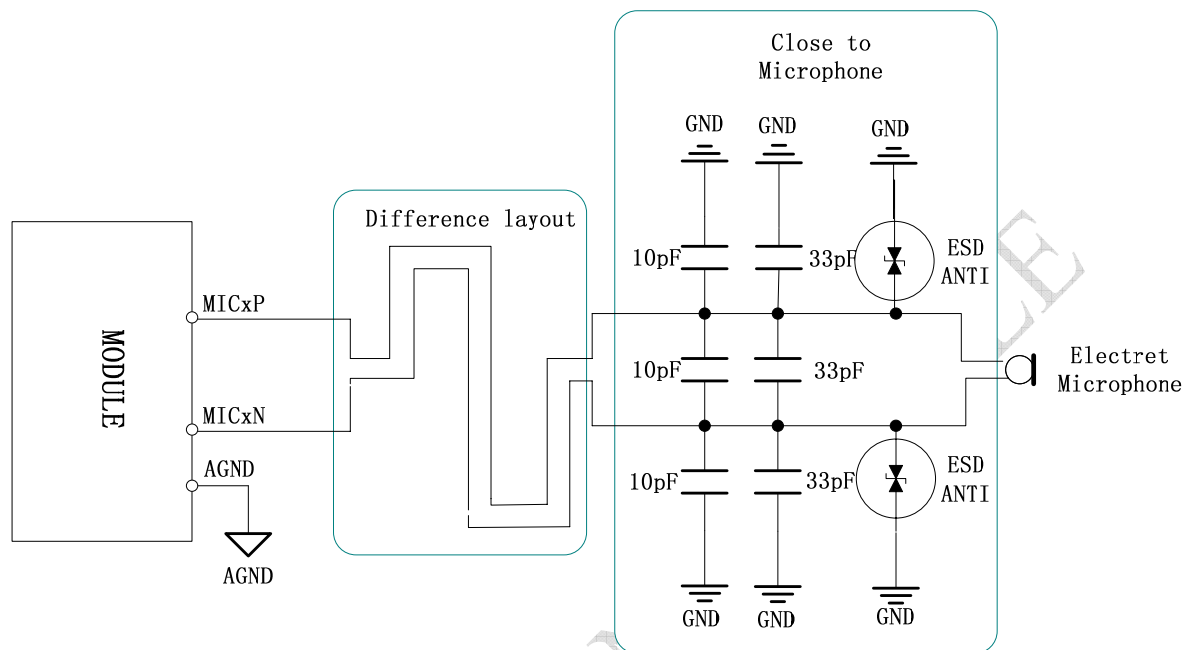 Close to
Microphone
GND
GND
GND
Difference layout
10pF
33pF
ESD
ANTI
MICxP
MODULE
10pF
33pF
Electret
Microphone
MICxN
AGND
10pF
33pF
ESD
ANTI
AGND
GND
GND
GND